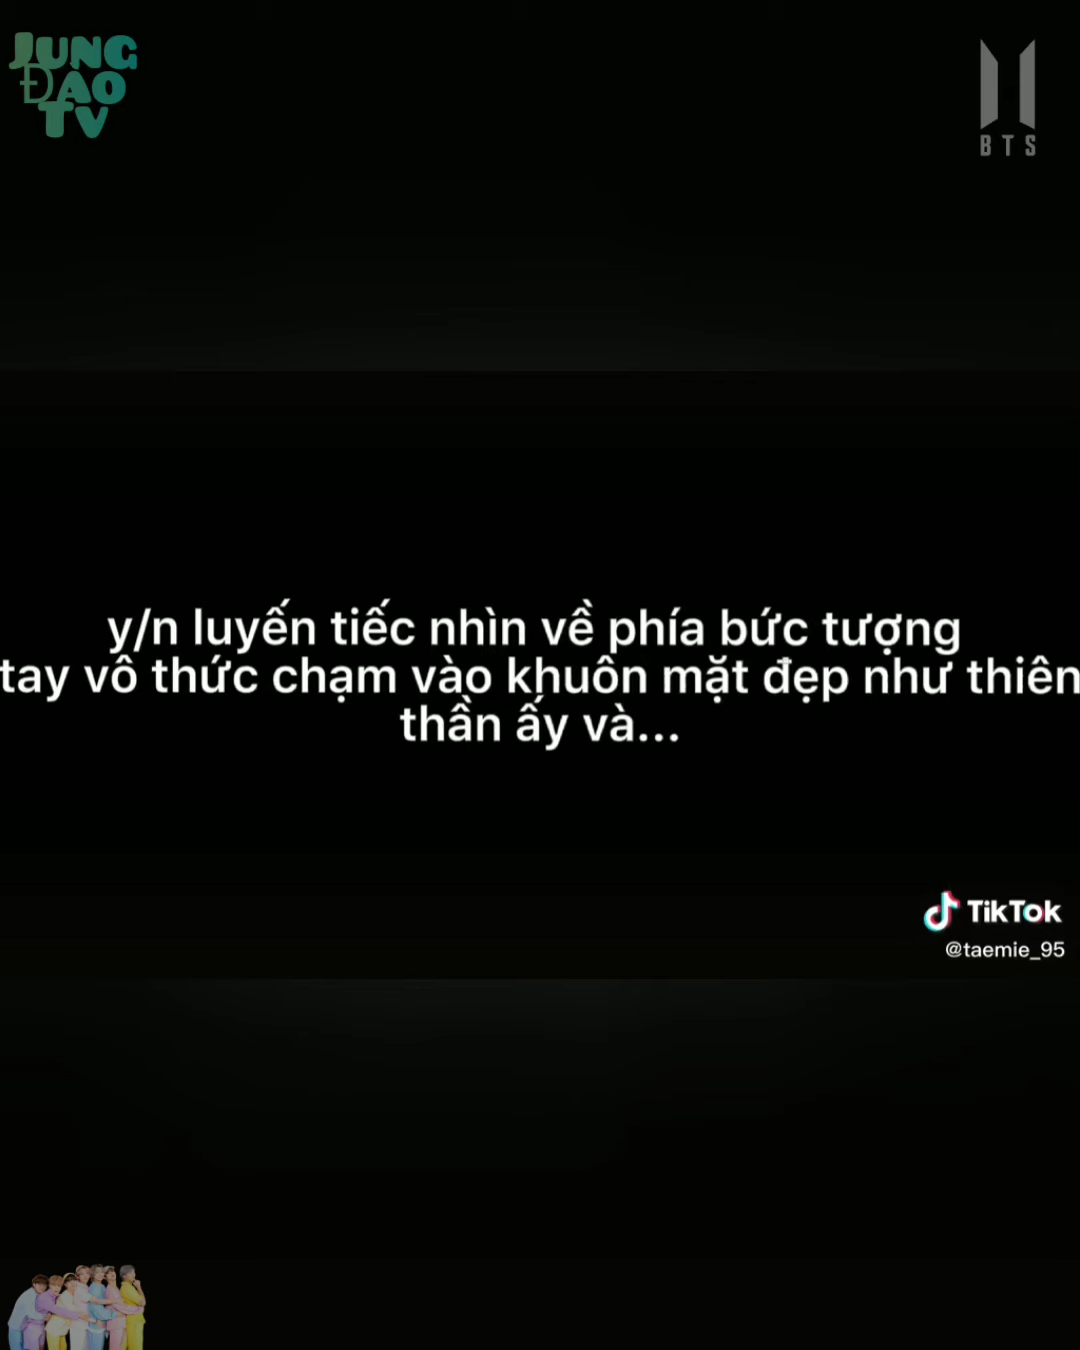 JUNG
ĐẠO
TV
BTS
y/n luyến tiếc nhìn về phía bức tượng
tay vô thức chạm vào khuôn mặt đẹp như thiên
thần ấy và...
TikTok
@taemie_95